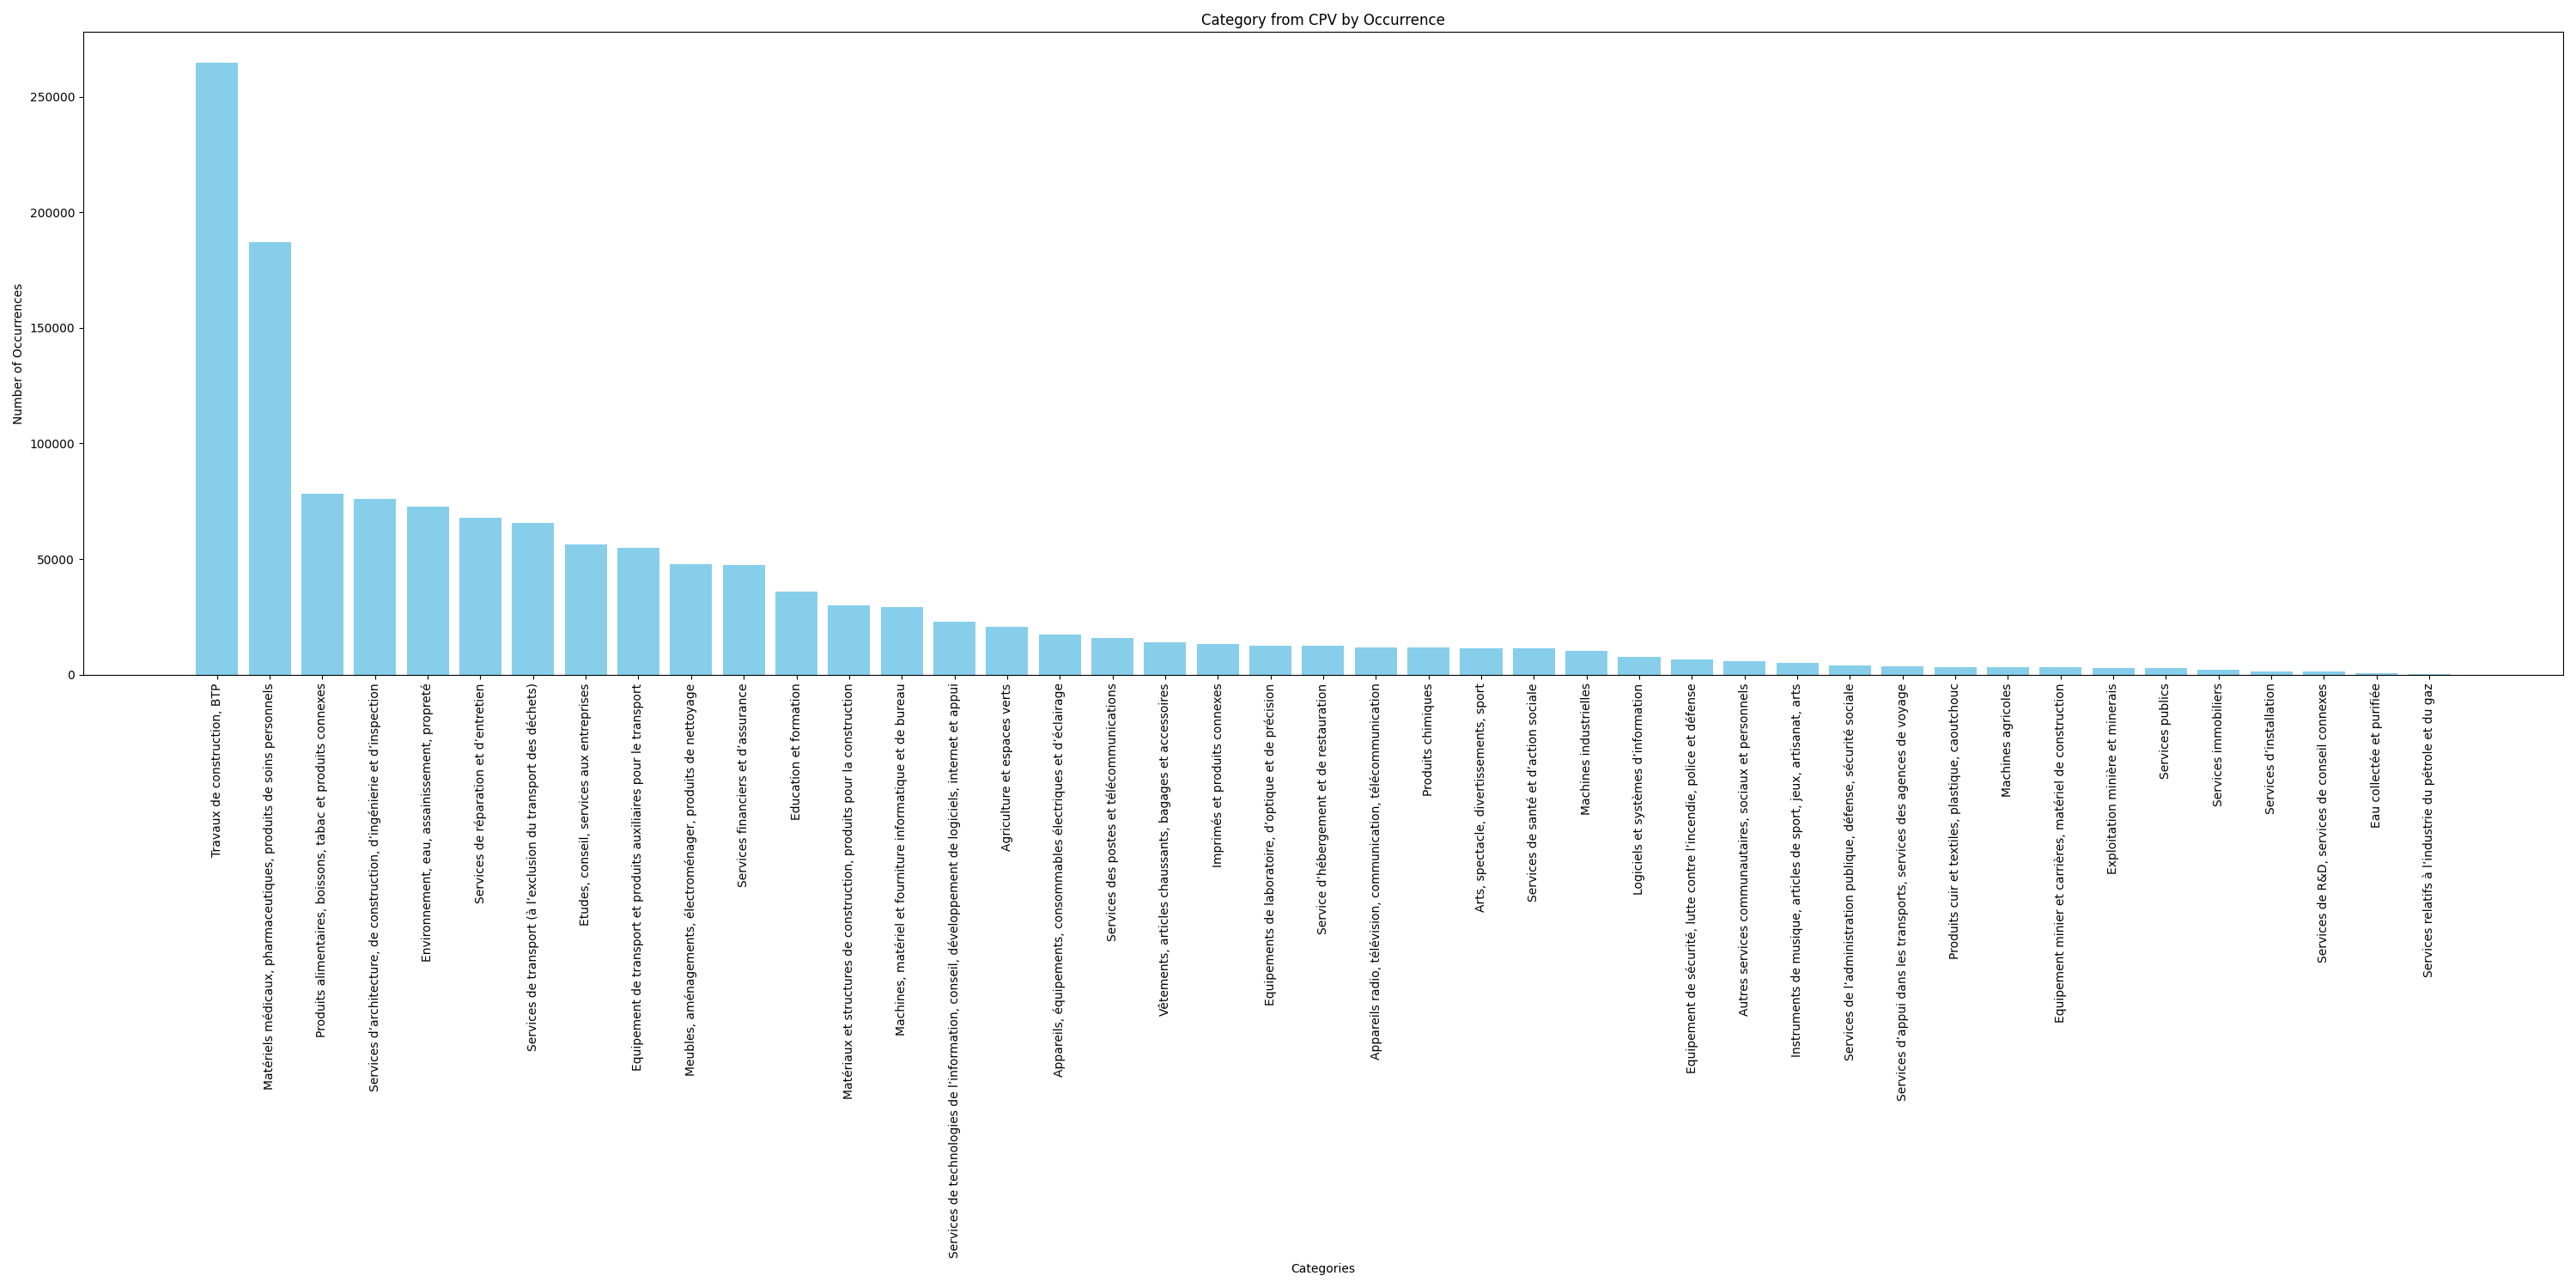 Category from CPV by Occurrence
Number of Occurrences
250000
200000
150000
100000
50000
0
Travaux de construction, BTP
Matériels médicaux, pharmaceutiques, produits de soins personnels
Produits alimentaires, boissons, tabac et produits connexes
Services d’architecture, de construction, d’ingénierie et d’inspection
Environnement, eau, assainissement, propreté
Services de réparation et d’entretien
Services de transport (à l’exclusion du transport des déchets)
Etudes, conseil, services aux entreprises
Equipement de transport et produits auxiliaires pour le transport
Meubles, aménagements, électroménager, produits de nettoyage
Services financiers et d’assurance
Education et formation
Matériaux et structures de construction, produits pour la construction
Machines, matériel et fourniture informatique et de bureau
Services de technologies de l’information, conseil, développement de logiciels, internet et appui
Agriculture et espaces verts
Appareils, équipements, consommables électriques et d’éclairage
Services des postes et télécommunications
Vêtements, articles chaussants, bagages et accessoires
Imprimés et produits connexes
Equipements de laboratoire, d’optique et de précision
Service d’hébergement et de restauration
Appareils radio, télévision, communication, télécommunication
Produits chimiques
Arts, spectacle, divertissements, sport
Services de santé et d’action sociale
Machines industrielles
Logiciels et systèmes d’information
Equipement de sécurité, lutte contre l’incendie, police et défense
Autres services communautaires, sociaux et personnels
Instruments de musique, articles de sport, jeux, artisanat, arts
Services de l’administration publique, défense, sécurité sociale
Services d’appui dans les transports, services des agences de voyage
Produits cuir et textiles, plastique, caoutchouc
Machines agricoles
Equipement minier et carrières, matériel de construction
Exploitation minière et minerais
Services publics
Services immobiliers
Services d’installation
Services de R&D, services de conseil connexes
Eau collectée et purifiée
Services relatifs à l’industrie du pétrole et du gaz
Categories